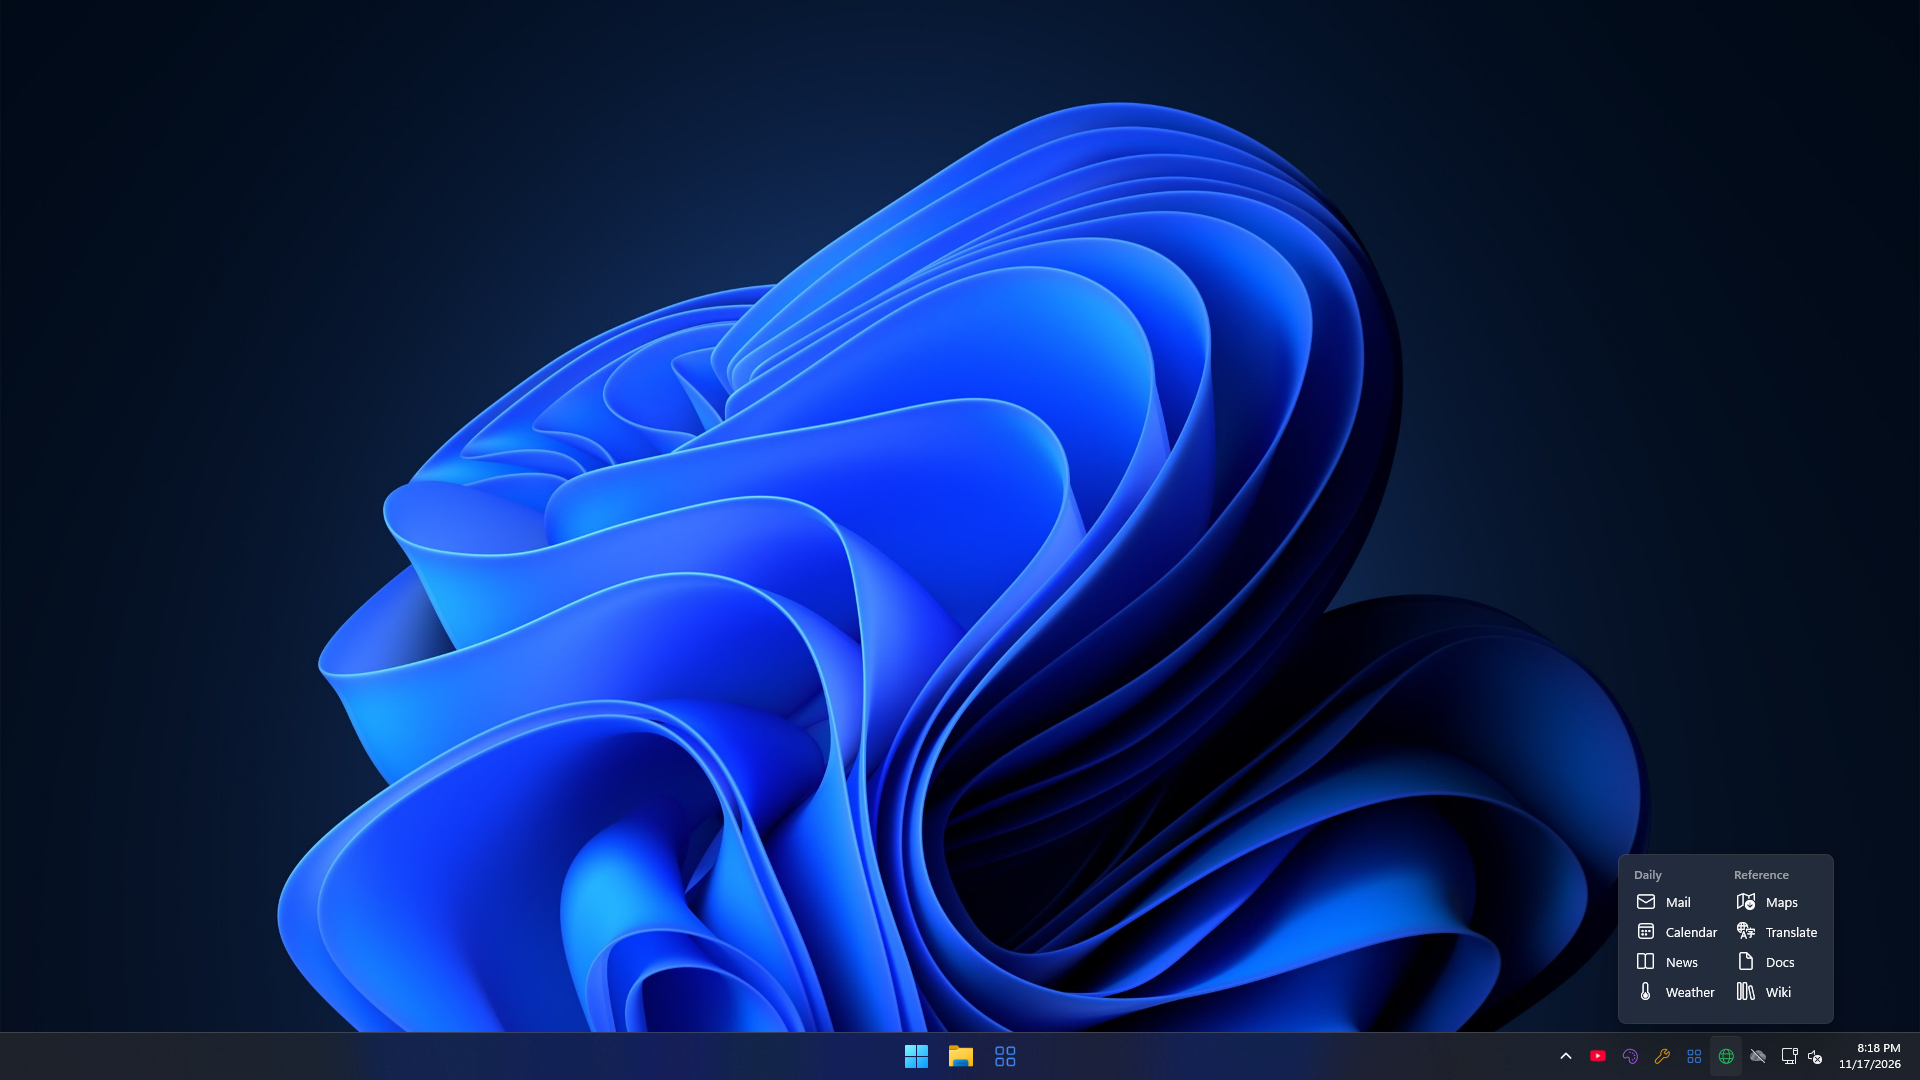 Daily
Mail
Calendar
News
Weather
Reference
Maps
Translate
Docs
Wiki
8:18 PM
11/17/2026